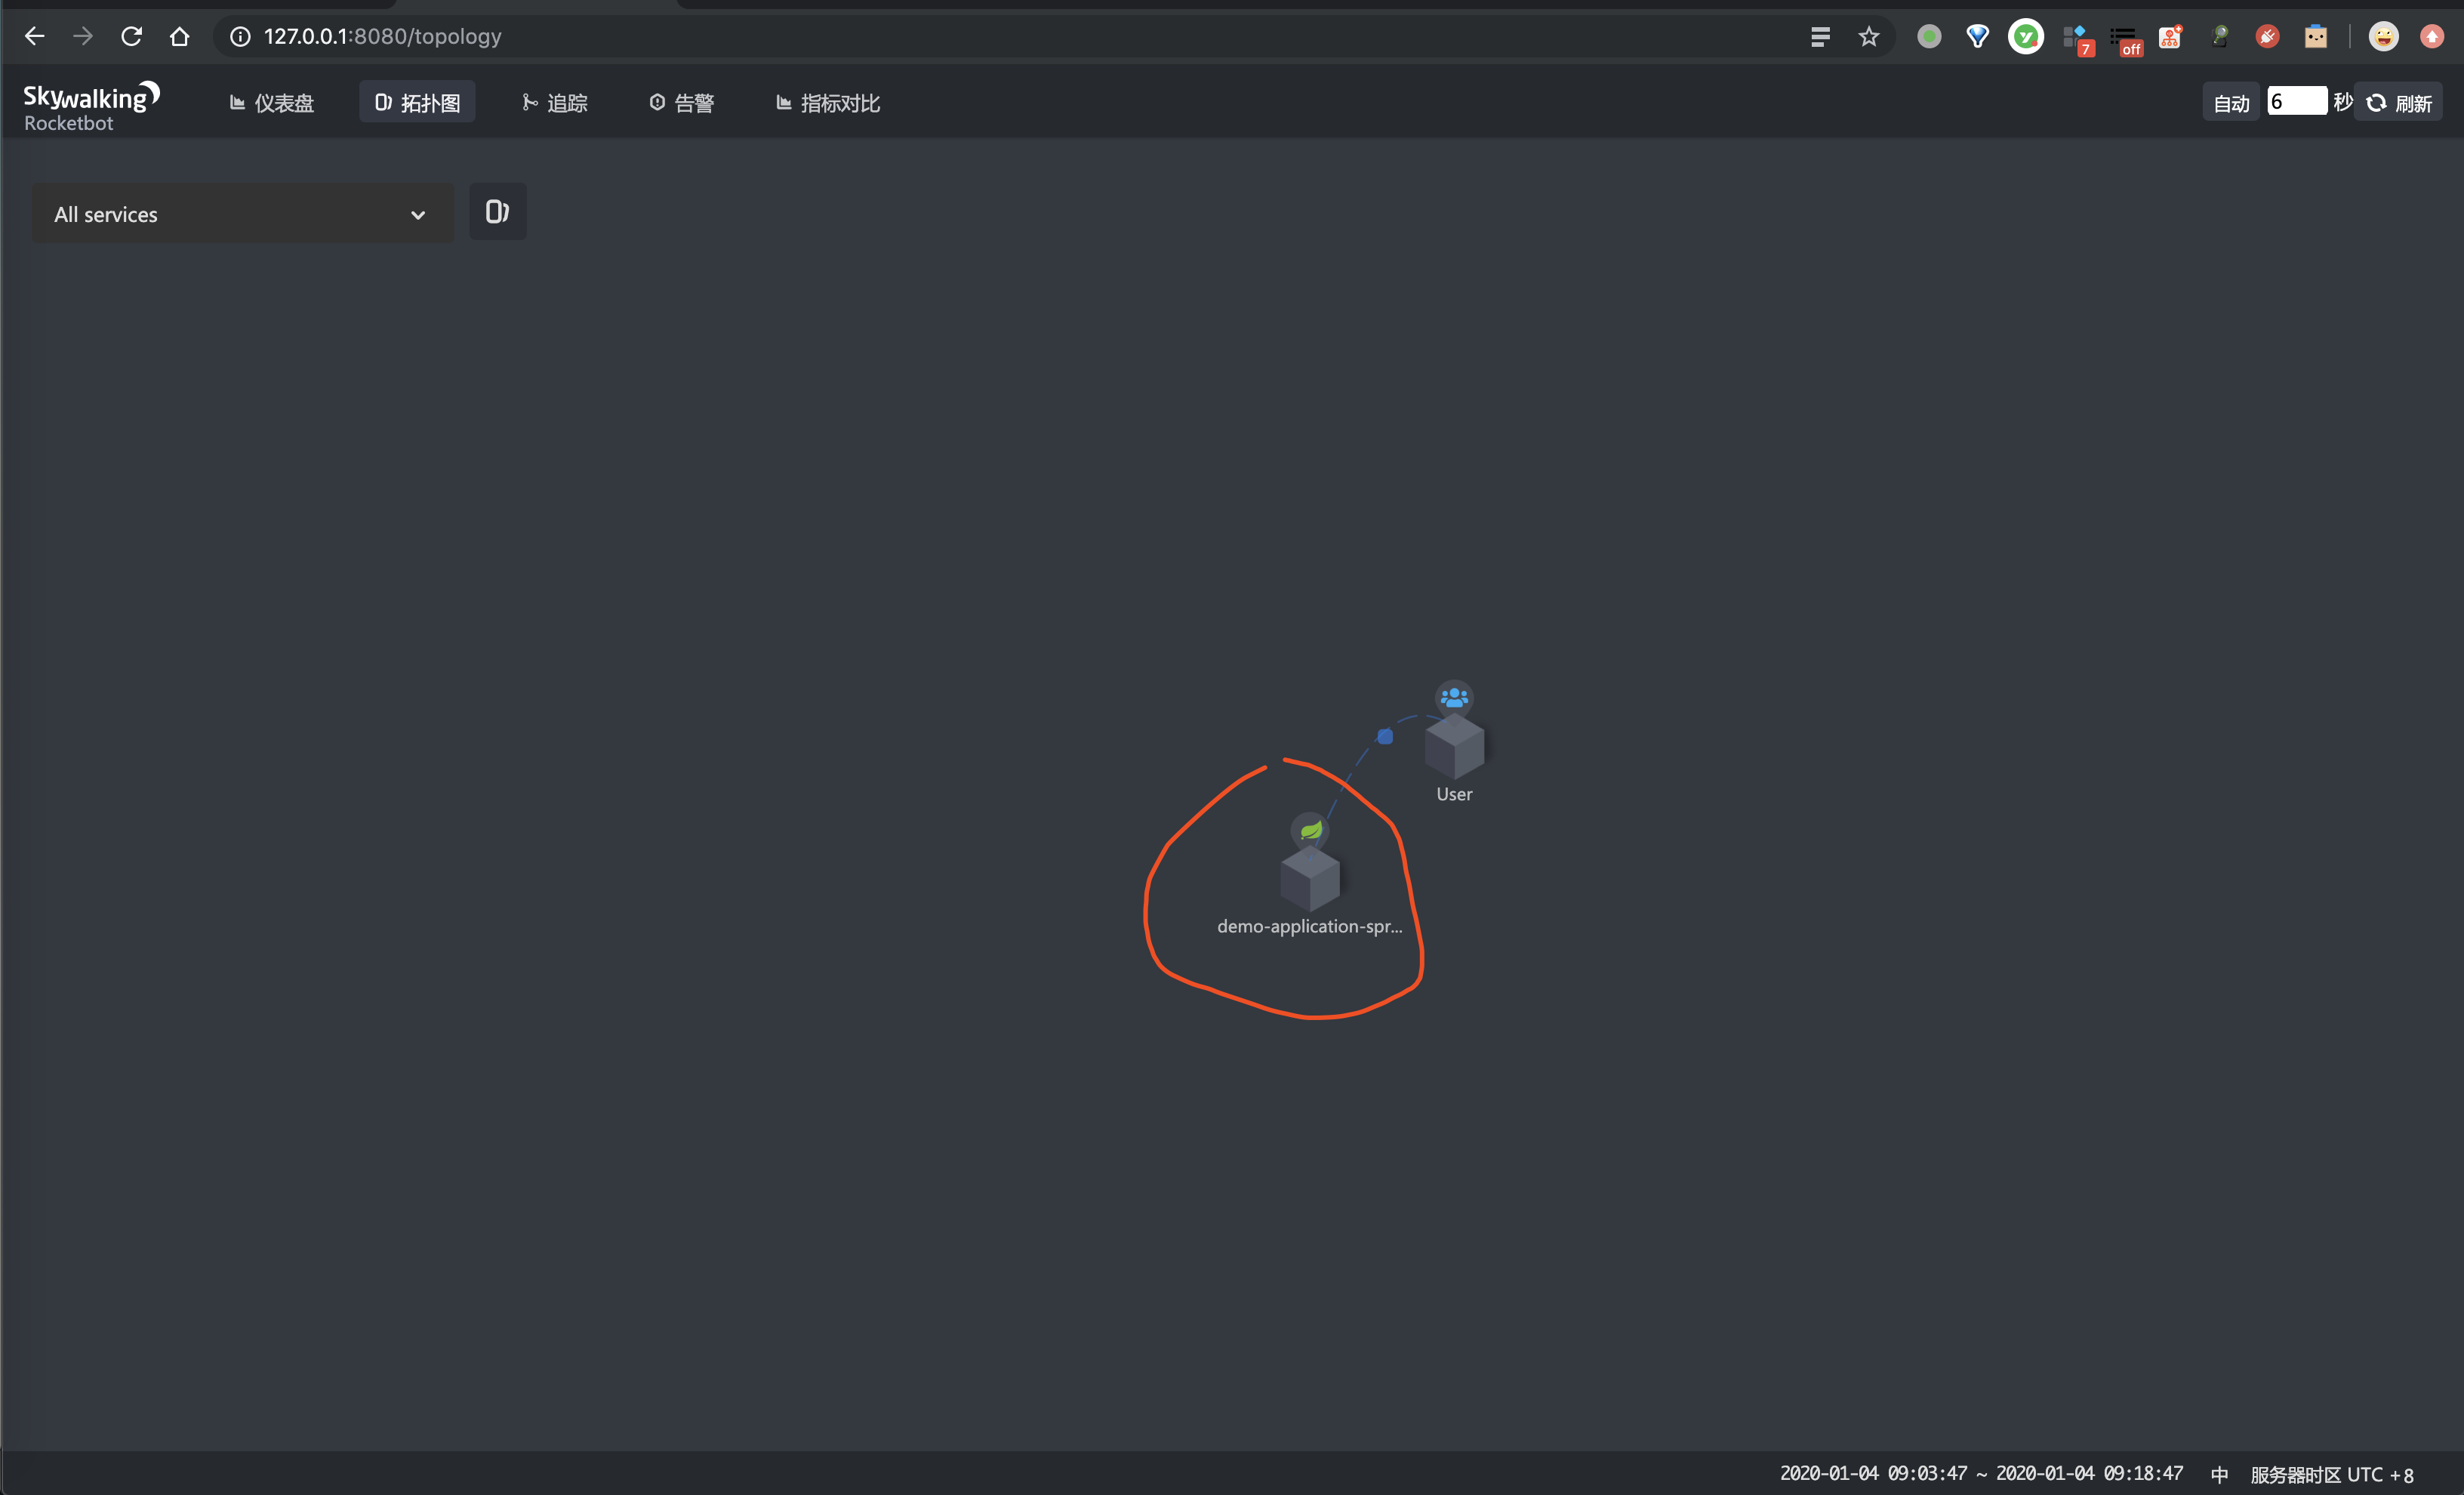 127.0.0.1:8080/topology
7
off
Skywalking
Rocketbot
仪表盘
拓扑图
追踪
告警
指标对比
自动
6
秒
刷新
All services
User
demo-application-spr...
2020-01-04 09:03:47 ~ 2020-01-04 09:18:47
中
服务器时区 UTC +8